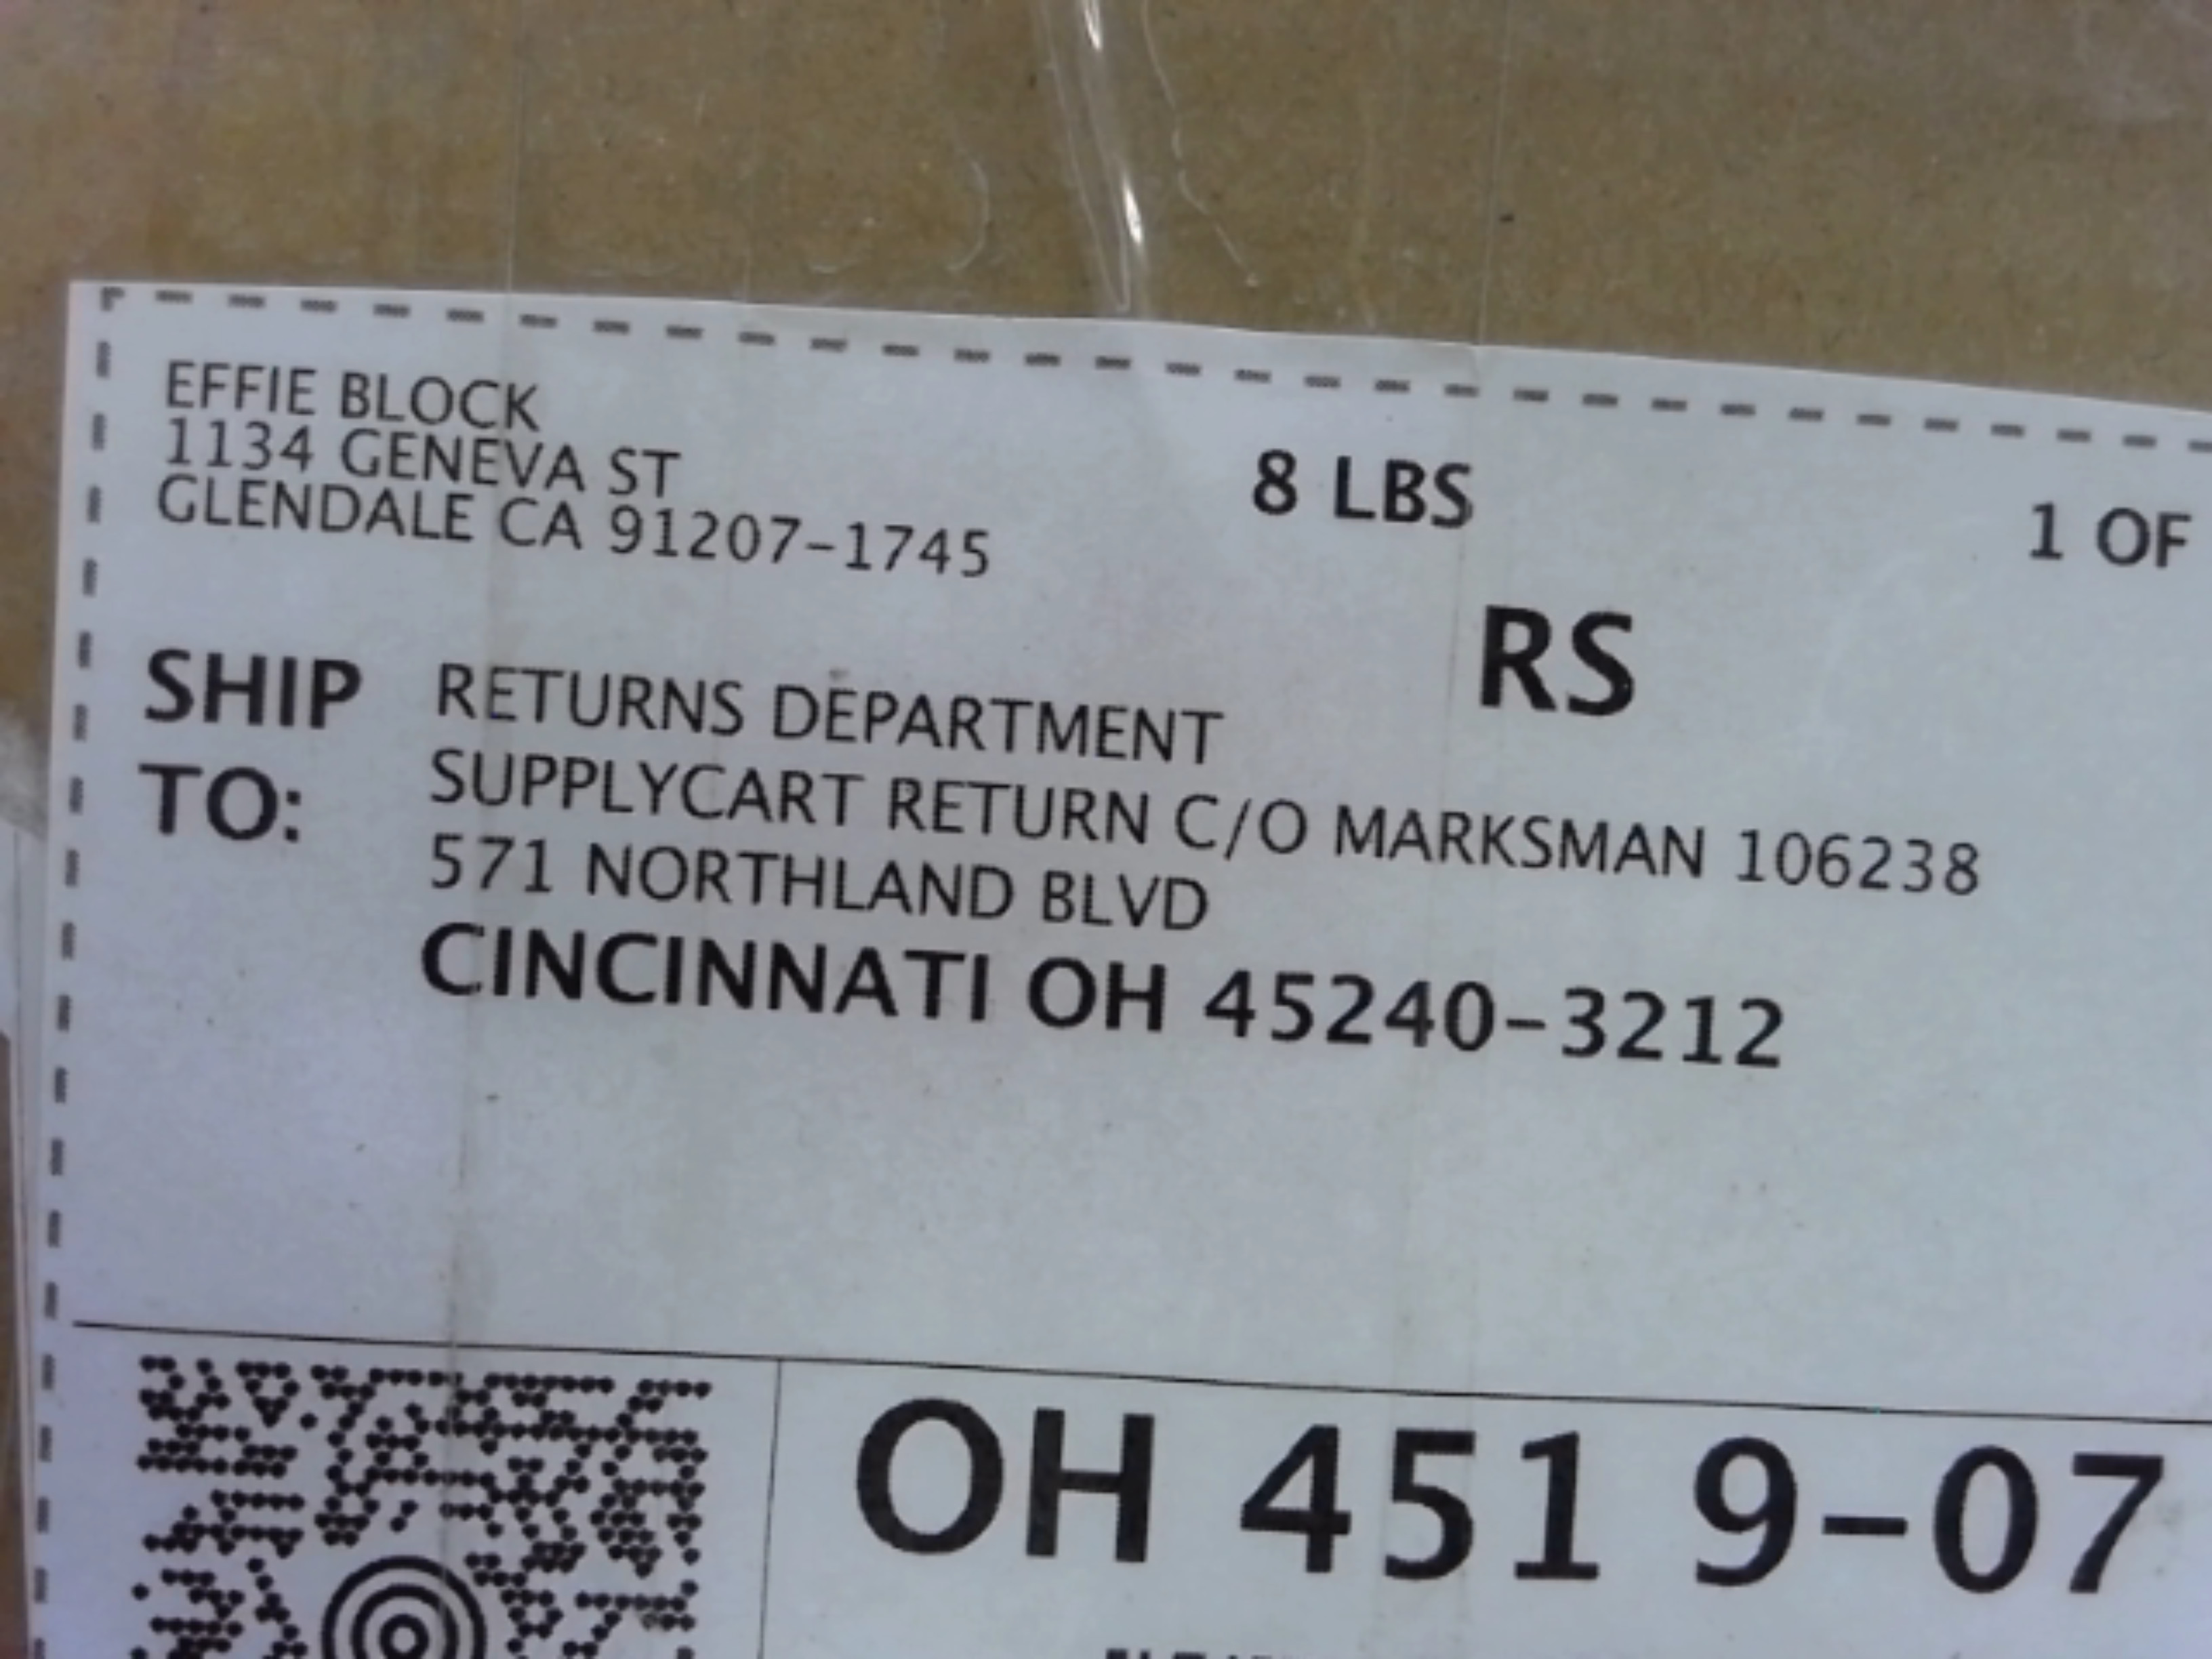 EFFIE BLOCK
1134 GENEVA ST
GLENDALE CA 91207-1745
8 LBS
1 OF
RS
SHIP TO:
RETURNS DEPARTMENT
SUPPLYCART RETURN C/O MARKSMAN 106238
571 NORTHLAND BLVD
CINCINNATI OH 45240-3212
OH 451 9-07